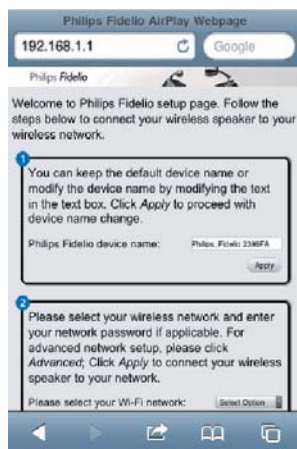 Philips Fidelio AirPlay Webpage
192.168.1.1
Google
Philips Fidelio
Welcome to Philips Fidelio setup page. Follow the
steps below to connect your wireless speaker to your
wireless network.
1
You can keep the default device name or
modify the device name by modifying the text
in the text box. Click Apply to proceed with
device name change.
Philips Fidelio device name:
Philips_Fidelio
Apply
2
Please select your wireless network and enter
your network password if applicable. For
advanced network setup, please click
Advanced; Click Apply to connect your wireless
speaker to your network.
Please select your Wi-Fi network:
Select Option